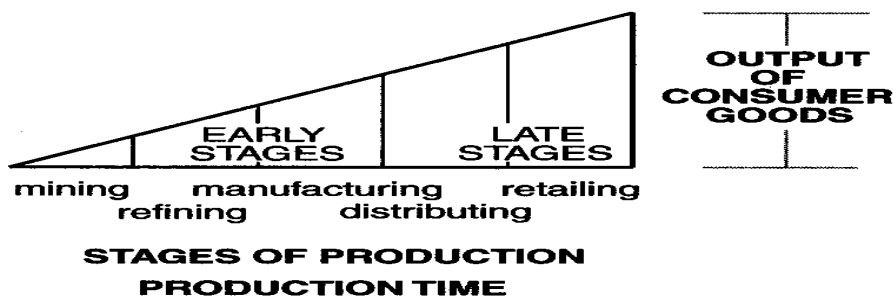 EARLY
STAGES
LATE
STAGES
OUTPUT
OF
CONSUMER
GOODS
mining manufacturing retailing
refining distributing
STAGES OF PRODUCTION
PRODUCTION TIME